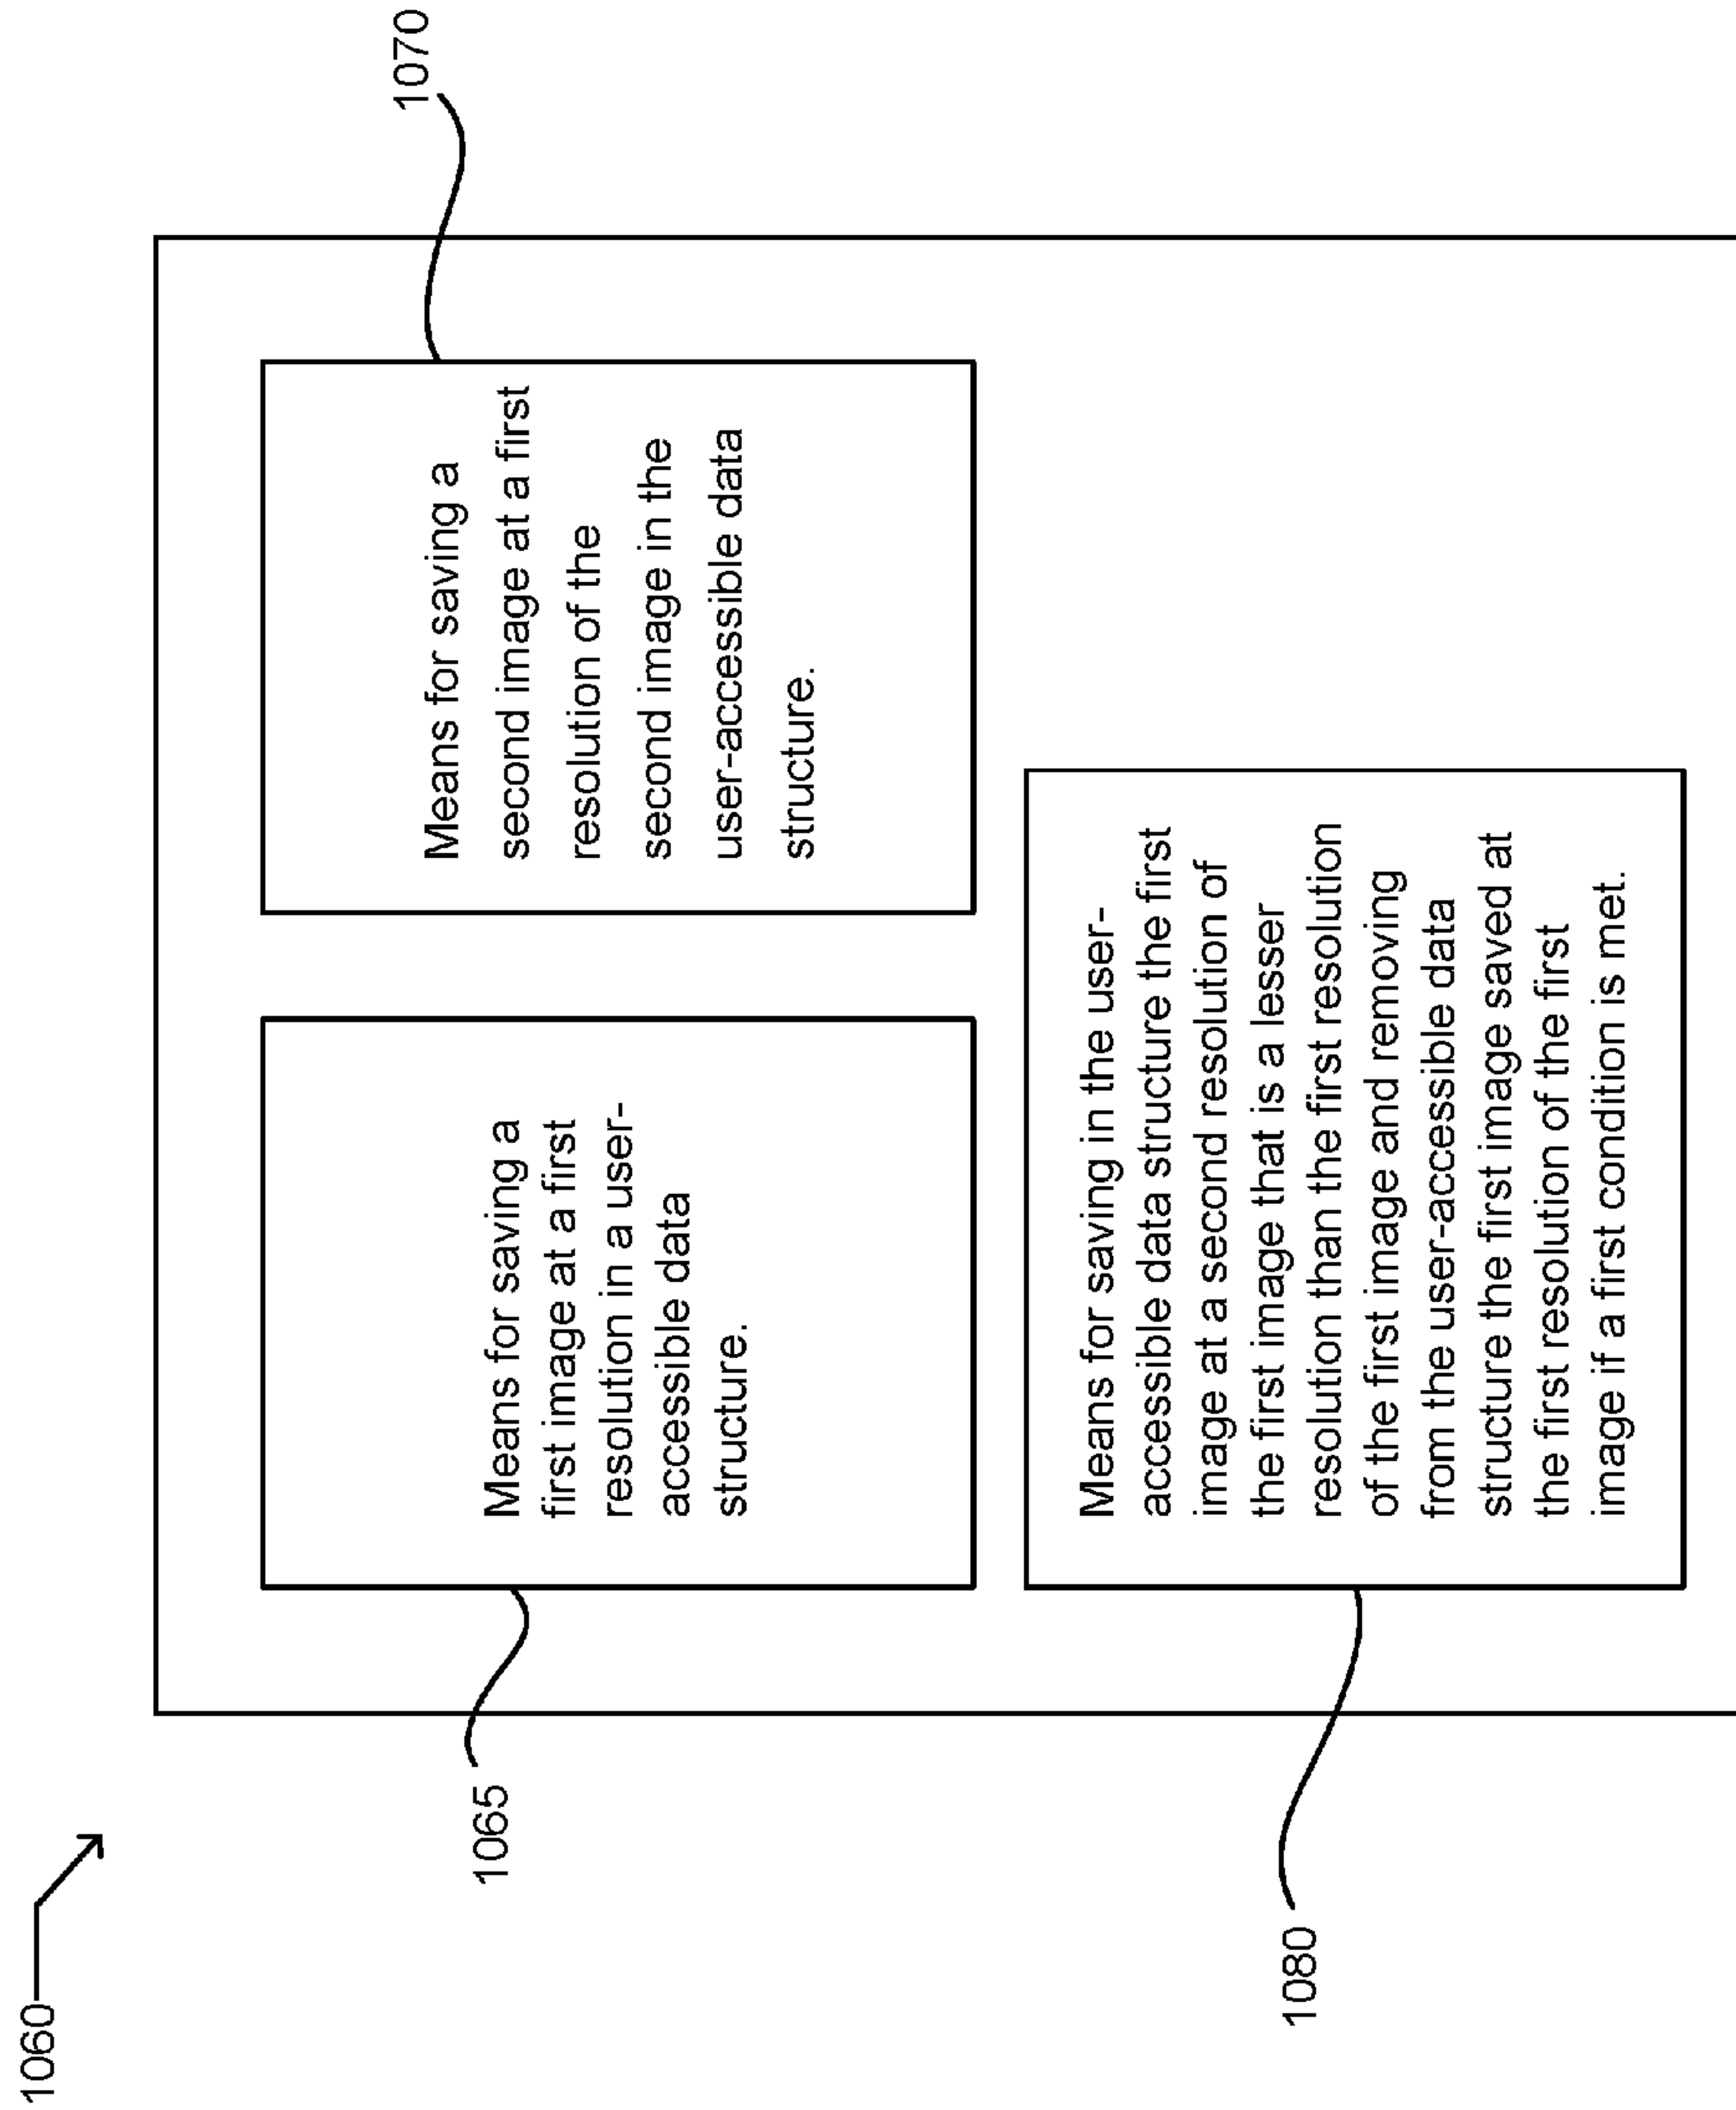 1060
1065
Means for saving a
first image at a first
resolution in a user-
accessible data
structure.
1070
Means for saving a
second image at a first
resolution of the
second image in the
user-accessible data
structure.
1080
Means for saving in the user-
accessible data structure the first
image at a second resolution of
the first image that is a lesser
resolution than the first resolution
of the first image and removing
from the user-accessible data
structure the first image saved at
the first resolution of the first
image if a first condition is met.